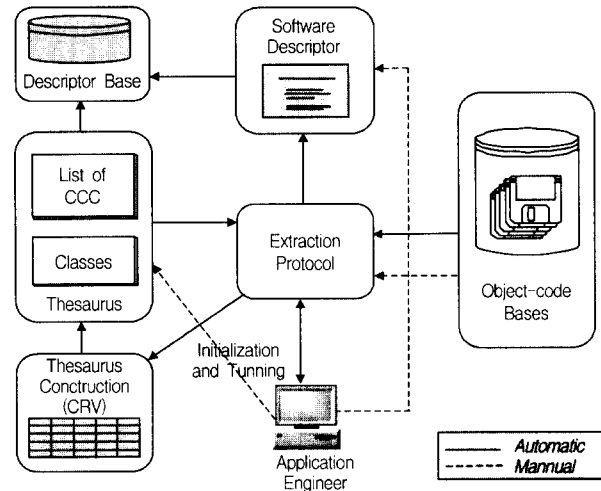 Descriptor Base
Software
Descriptor
List of
CCC
Classes
Thesaurus
Extraction
Protocol
Object-code
Bases
Thesaurus
Construction
(CRV)
Initialization
and Tunning
Application
Engineer
Automatic
Mannual